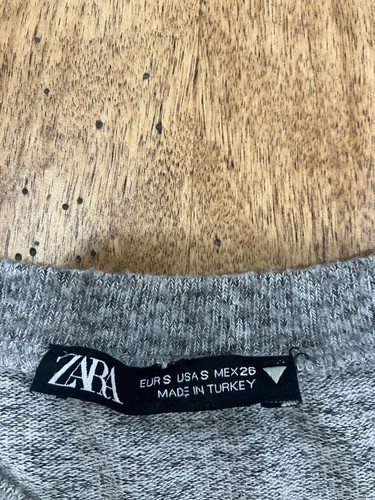 ZARA
EUR S USA S MEX 26
MADE IN TURKEY